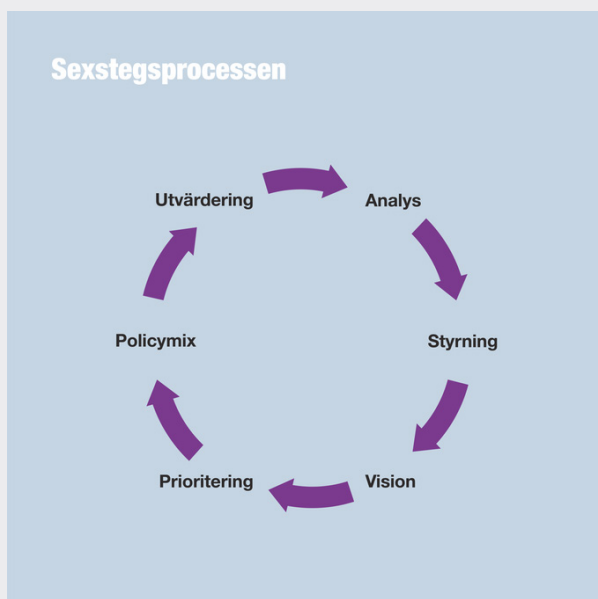 Sexstegsprocessen
Utvärdering
Analys
Policymix
Styrning
Prioritering
Vision